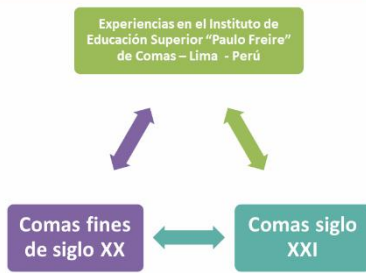 Experiencias en el Instituto de
Educación Superior “Paulo Freire”
de Comas – Lima  - Perú
Comas fines
de siglo XX
Comas siglo
XXI